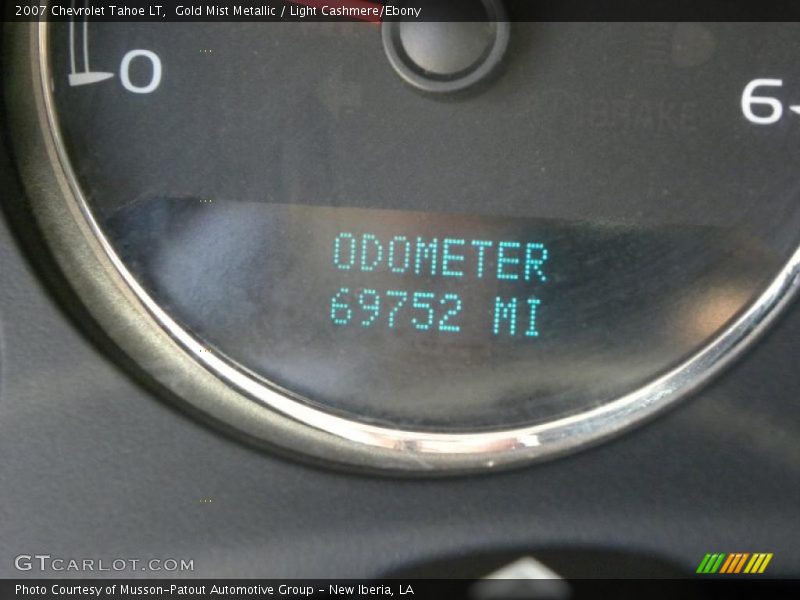 2007 Chevrolet Tahoe LT,  Gold Mist Metallic / Light Cashmere/Ebony
0
6
BRAKE
ODOMETER
69752 MI
GTCARLOT.COM
Photo Courtesy of Musson-Patout Automotive Group - New Iberia, LA